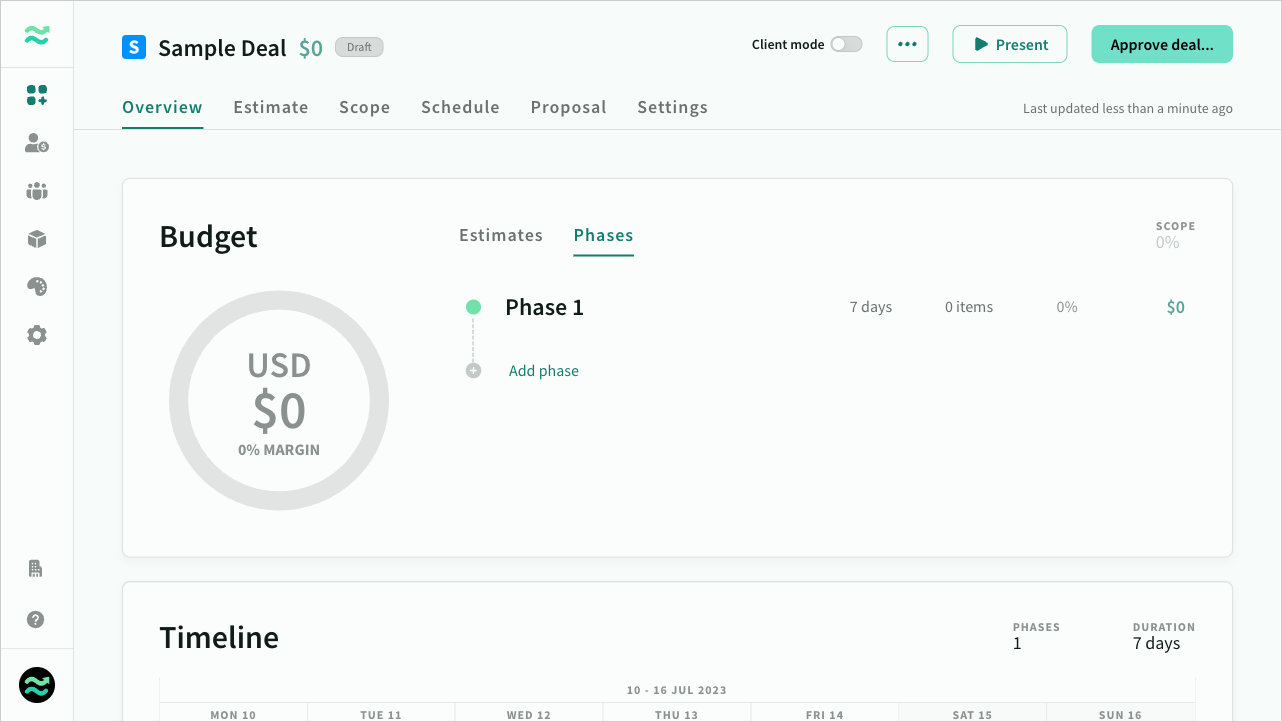 S Sample Deal $0 Draft
Client mode
Present
Approve deal...
Overview Estimate Scope Schedule Proposal Settings
Last updated less than a minute ago
Budget
Estimates Phases
SCOPE
0%
Phase 1 7 days 0 items 0% $0
Add phase
USD
$0
0% MARGIN
Timeline
PHASES
1
DURATION
7 days
10 - 16 JUL 2023
MON 10 TUE 11 WED 12 THU 13 FRI 14 SAT 15 SUN 16